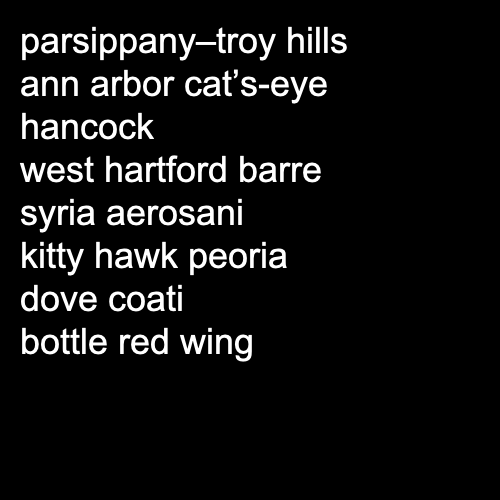 parsippany–troy hills
ann arbor cat’s-eye
hancock
west hartford barre
syria aerosani
kitty hawk peoria
dove coati
bottle red wing